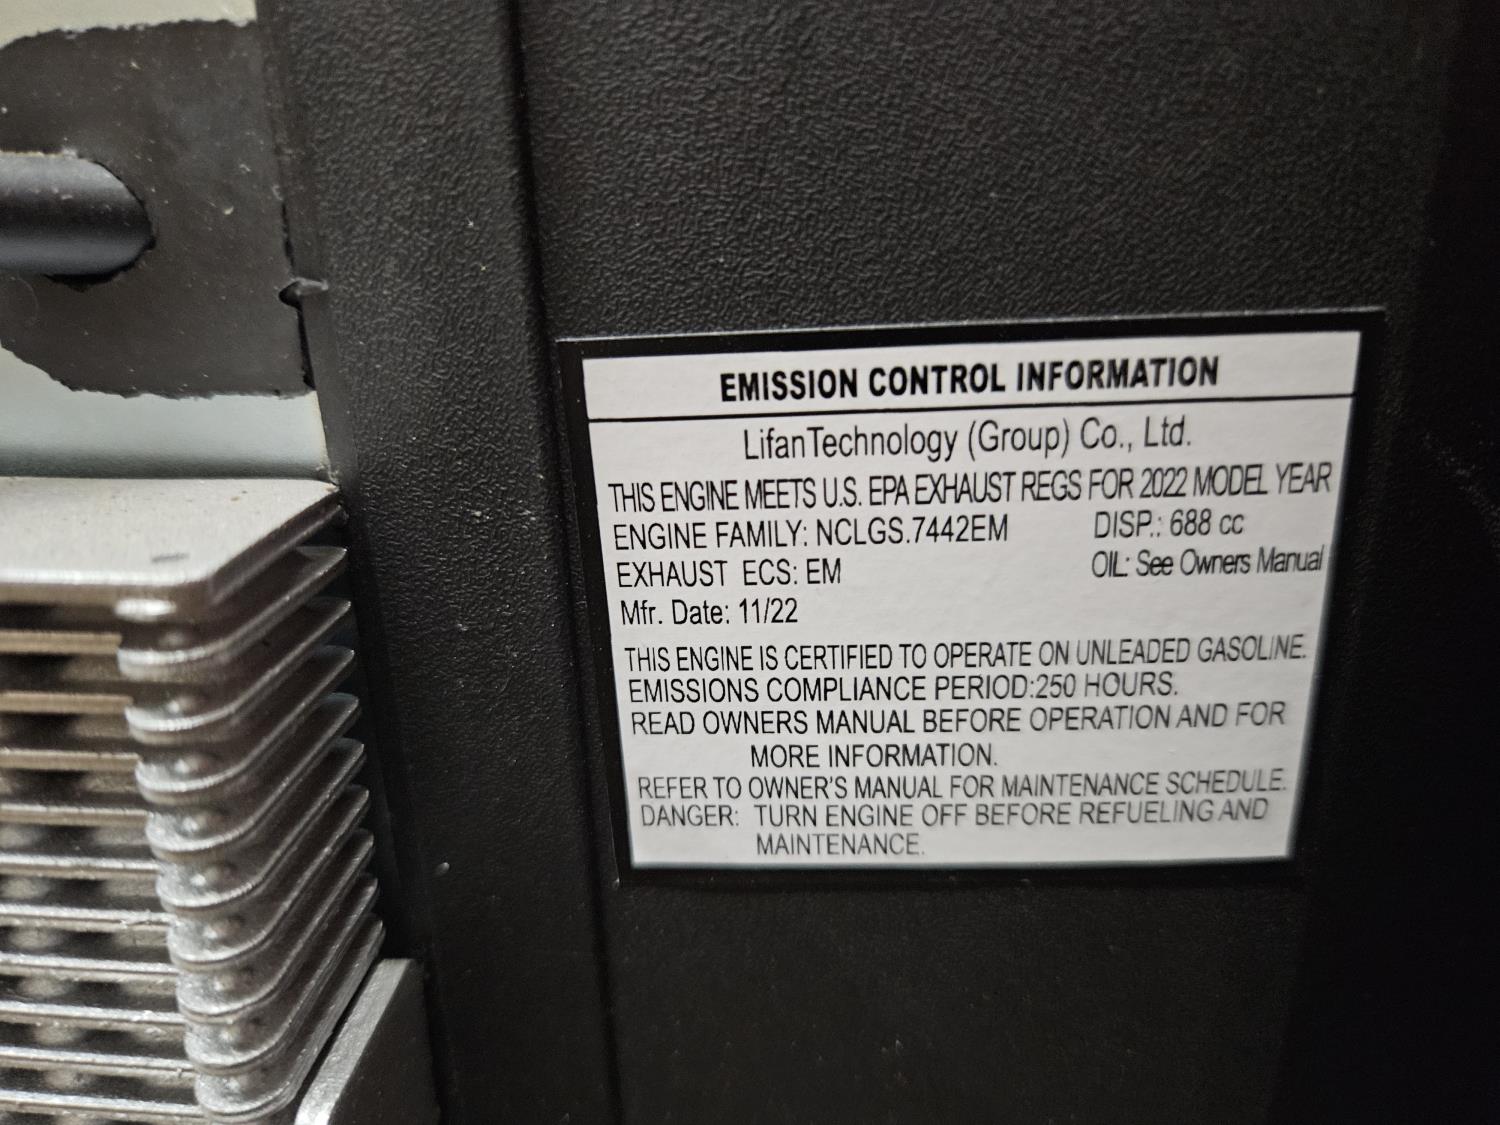 EMISSION CONTROL INFORMATION
LifanTechnology (Group) Co., Ltd.
THIS ENGINE MEETS U.S. EPA EXHAUST REGS FOR 2022 MODEL YEAR
ENGINE FAMILY: NCLGS.7442EM DISP.: 688 cc
EXHAUST ECS: EM OIL: See Owners Manual
Mfr. Date: 11/22
THIS ENGINE IS CERTIFIED TO OPERATE ON UNLEADED GASOLINE.
EMISSIONS COMPLIANCE PERIOD:250 HOURS.
READ OWNERS MANUAL BEFORE OPERATION AND FOR
MORE INFORMATION.
REFER TO OWNER'S MANUAL FOR MAINTENANCE SCHEDULE.
DANGER: TURN ENGINE OFF BEFORE REFUELING AND
MAINTENANCE.